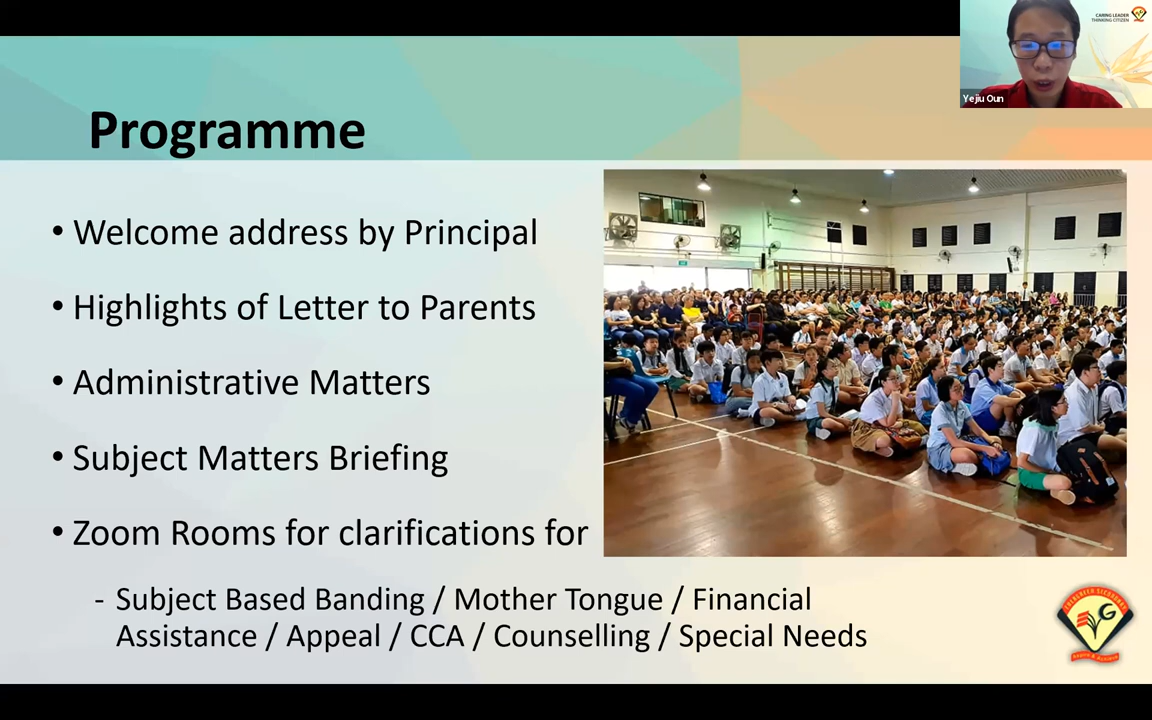 CARING LEADER
THINKING CITIZEN
Yejiu Oun
Programme
• Welcome address by Principal
• Highlights of Letter to Parents
• Administrative Matters
• Subject Matters Briefing
• Zoom Rooms for clarifications for
- Subject Based Banding / Mother Tongue / Financial
Assistance / Appeal / CCA / Counselling / Special Needs
EVERGREEN SECONDARY